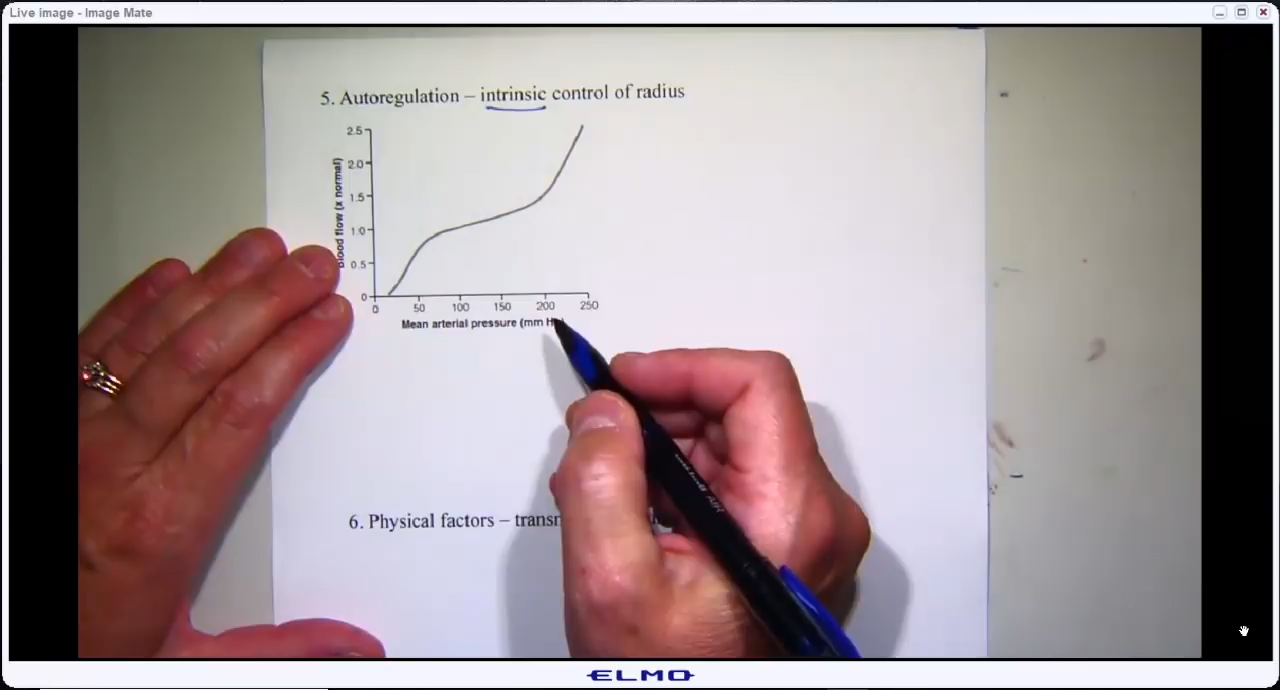 Live image - Image Mate
5. Autoregulation – intrinsic control of radius
2.5
2.0
1.5
1.0
0.5
0
0 50 100 150 200 250
Blood flow (x normal)
Mean arterial pressure (mm
6. Physical factors –
AIR
ELMO